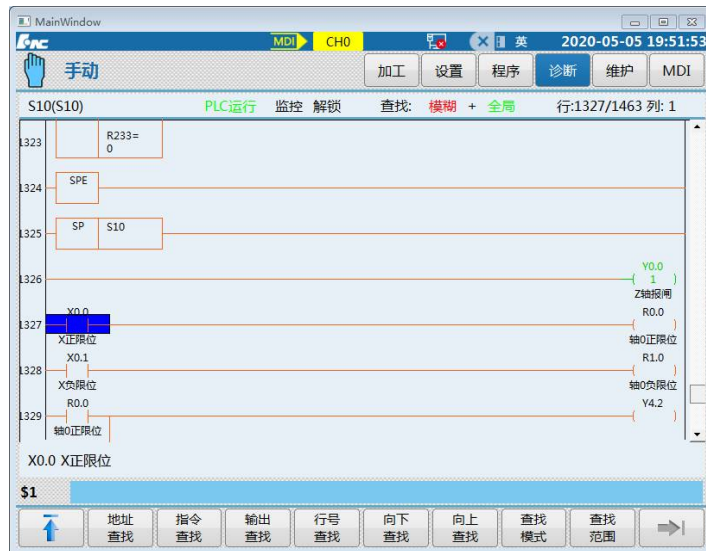 MainWindow
HNC MDI CH0 英 2020-05-05 19:51:53
手动 加工 设置 程序 诊断 维护 MDI
S10(S10) PLC运行 监控 解锁 查找: 模糊 + 全局 行:1327/1463 列: 1
1323 R233=
0
1324 SPE
1325 SP S10
Y0.0
1326 ( 1 )
Z轴报闸
X0.0 R0.0
1327 ( )
X正限位 轴0正限位
X0.1 R1.0
1328 ( )
X负限位 轴0负限位
R0.0 Y4.2
1329 ( )
轴0正限位
X0.0 X正限位
$1
地址 指令 输出 行号 向下 向上 查找 查找
查找 查找 查找 查找 查找 查找 模式 范围